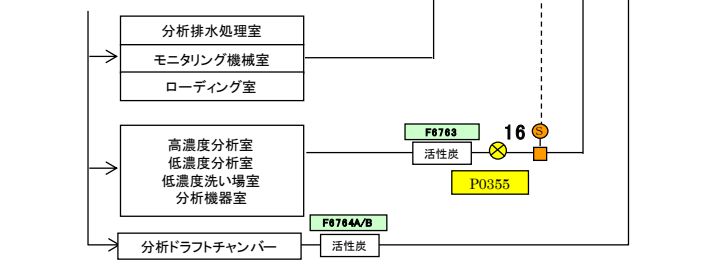 分析排水処理室
モニタリング機械室
ローディング室
高濃度分析室
低濃度分析室
低濃度洗い場室
分析機器室
F6763
16
S
活性炭
P0355
F6764A/B
分析ドラフトチャンバー
活性炭